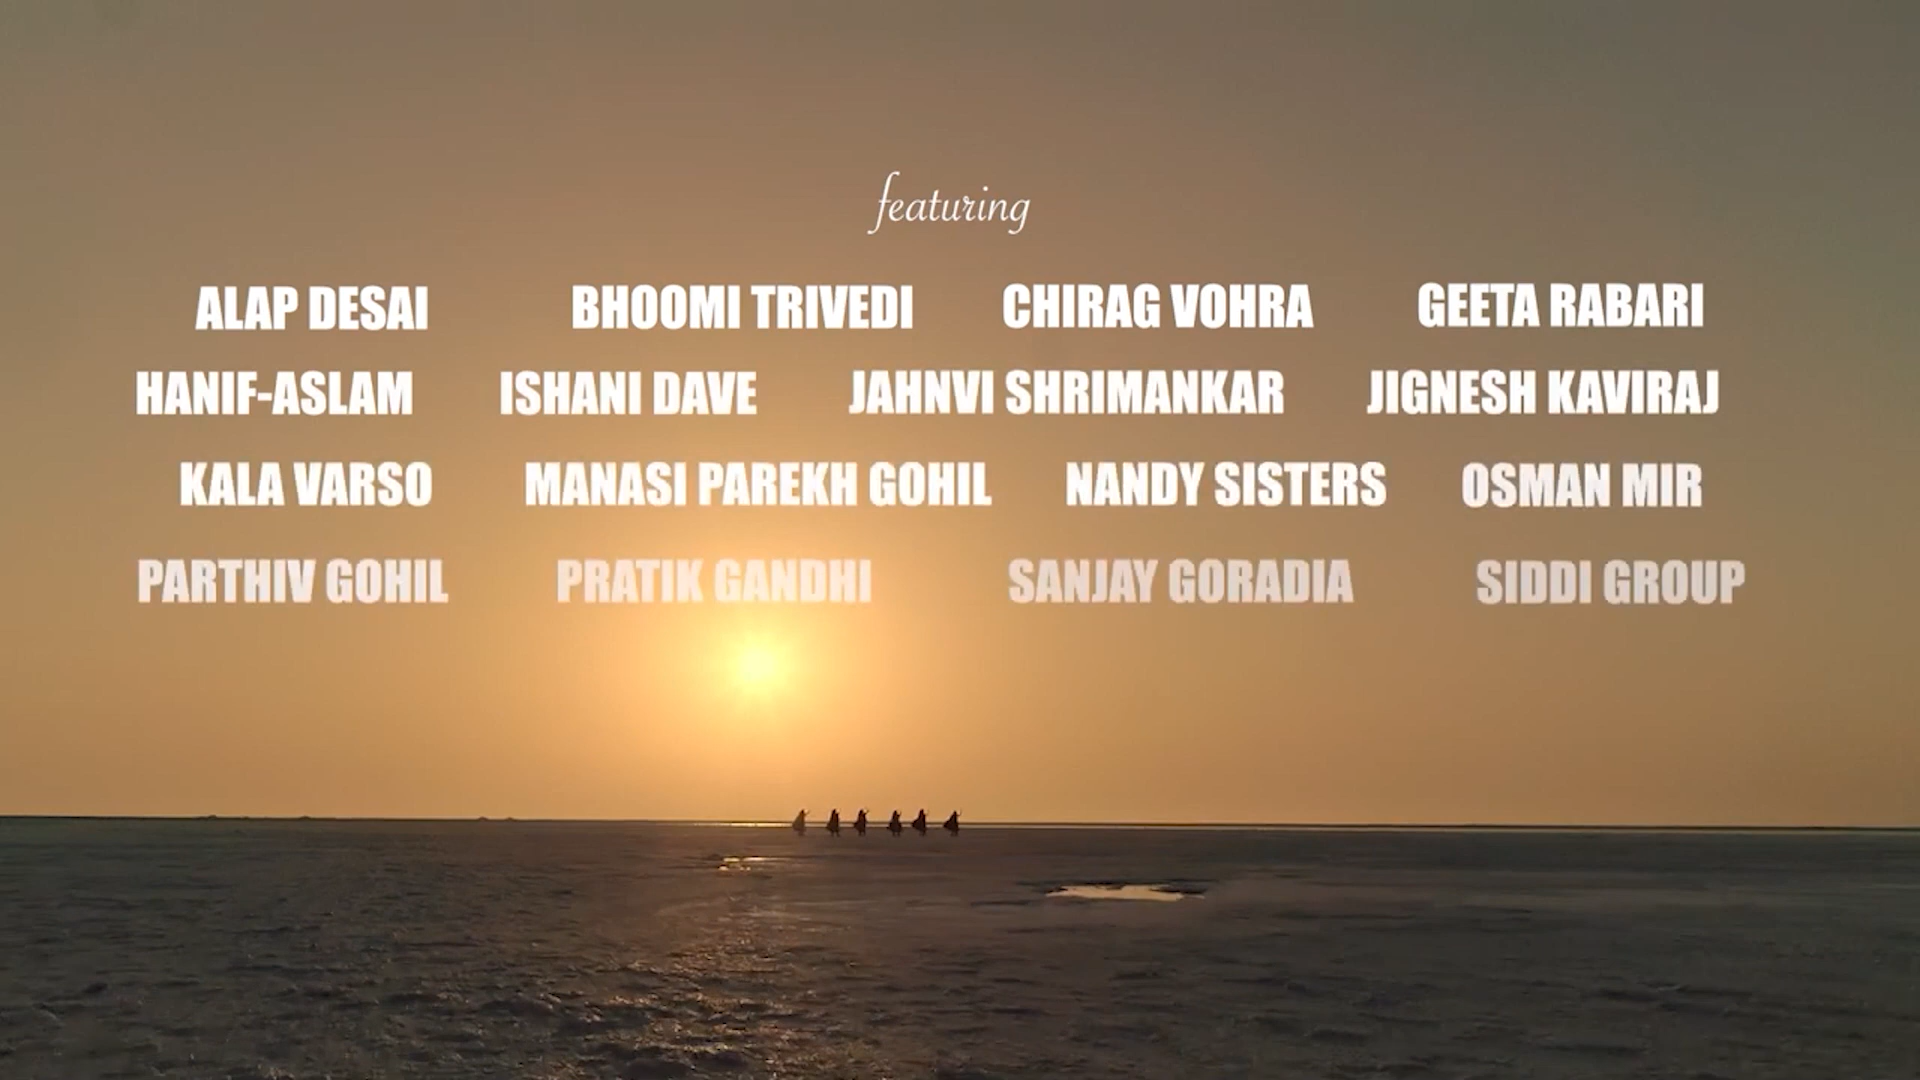 featuring
ALAP DESAI BHOOMI TRIVEDI CHIRAG VOHRA GEETA RABARI
HANIF-ASLAM ISHANI DAVE JAHNVI SHRIMANKAR JIGNESH KAVIRAJ
KALA VARSO MANASI PAREKH GOHIL NANDY SISTERS OSMAN MIR
PARTHIV GOHIL PRATIK GANDHI SANJAY GORADIA SIDDI GROUP